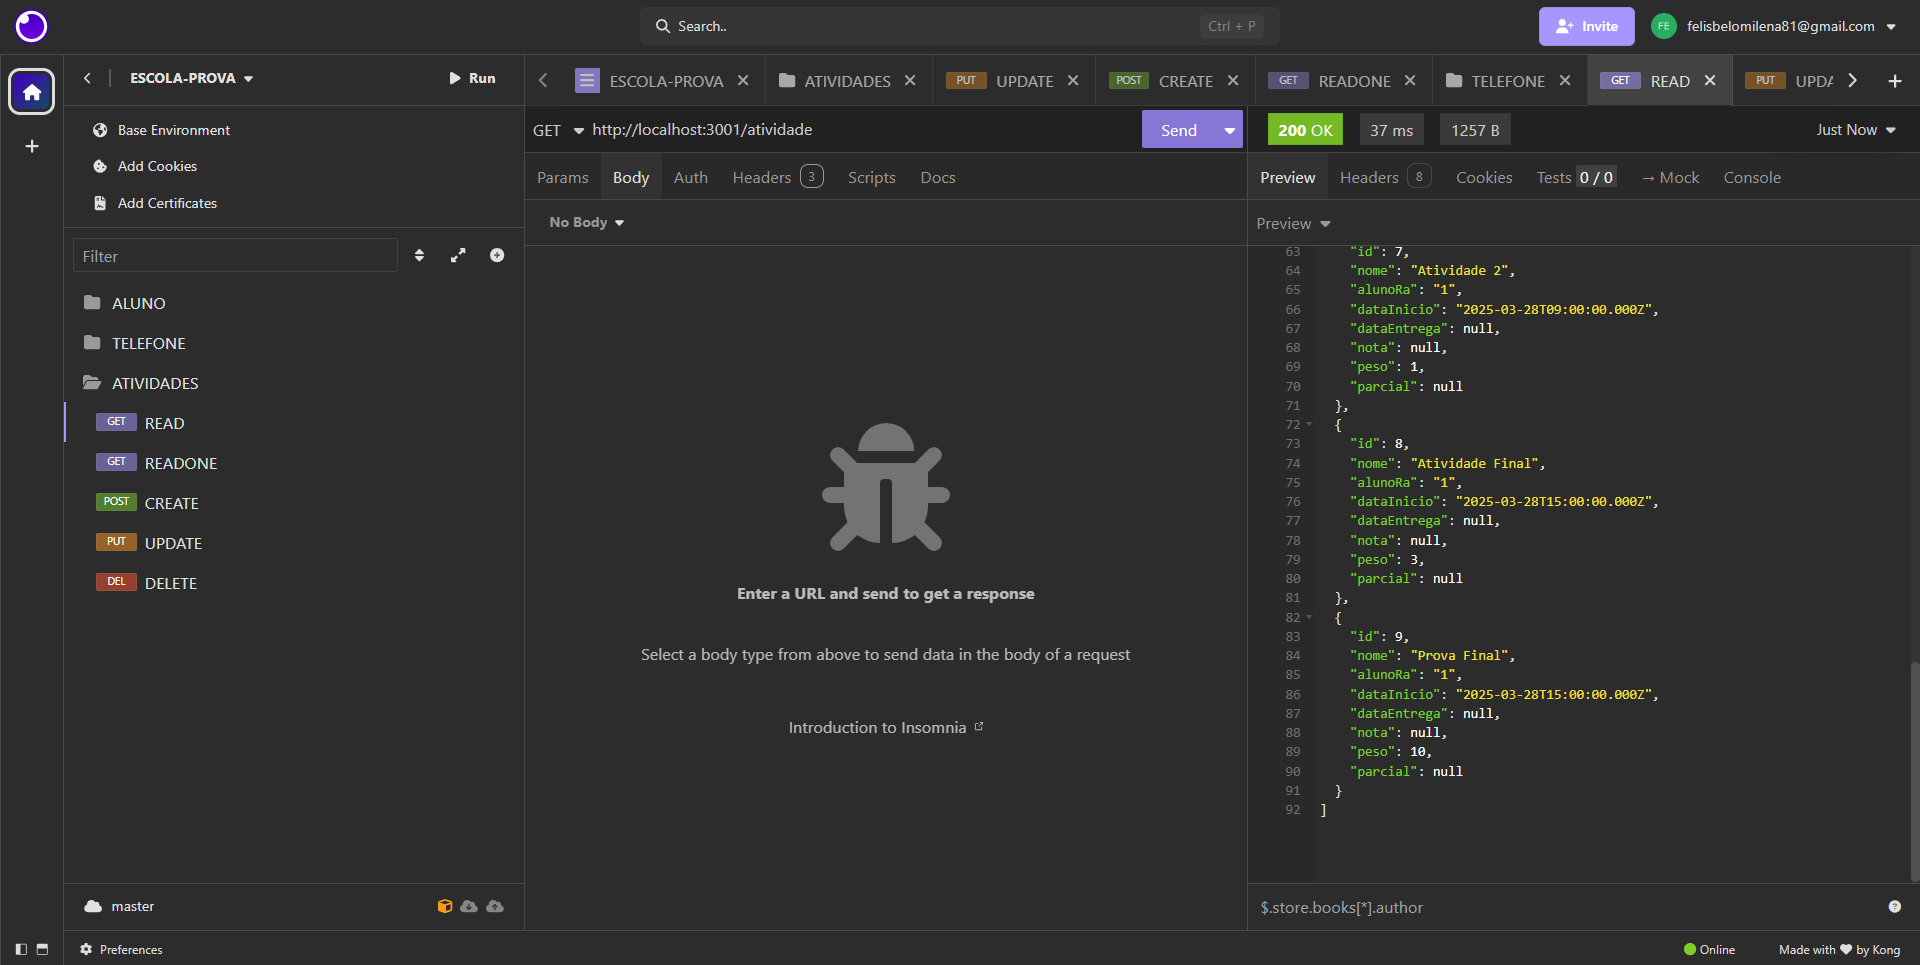 Search..
Ctrl + P
Invite
FE
felisbelomilena81@gmail.com
ESCOLA-PROVA
Run
ESCOLA-PROVA
ATIVIDADES
PUT UPDATE
POST CREATE
GET READONE
TELEFONE
GET READ
PUT UPDA
Base Environment
Add Cookies
Add Certificates
Filter
ALUNO
TELEFONE
ATIVIDADES
GET READ
GET READONE
POST CREATE
PUT UPDATE
DEL DELETE
master
Preferences
GET http://localhost:3001/atividade
Send
Params
Body
Auth
Headers 3
Scripts
Docs
No Body
Enter a URL and send to get a response
Select a body type from above to send data in the body of a request
Introduction to Insomnia
200 OK
37 ms
1257 B
Just Now
Preview
Headers 8
Cookies
Tests 0 / 0
→ Mock
Console
Preview
63 "id": 7,
64 "nome": "Atividade 2",
65 "alunoRa": "1",
66 "dataInicio": "2025-03-28T09:00:00.000Z",
67 "dataEntrega": null,
68 "nota": null,
69 "peso": 1,
70 "parcial": null
71 },
72 {
73 "id": 8,
74 "nome": "Atividade Final",
75 "alunoRa": "1",
76 "dataInicio": "2025-03-28T15:00:00.000Z",
77 "dataEntrega": null,
78 "nota": null,
79 "peso": 3,
80 "parcial": null
81 },
82 {
83 "id": 9,
84 "nome": "Prova Final",
85 "alunoRa": "1",
86 "dataInicio": "2025-03-28T15:00:00.000Z",
87 "dataEntrega": null,
88 "nota": null,
89 "peso": 10,
90 "parcial": null
91 }
92 ]
$.store.books[*].author
Online
Made with ♥ by Kong